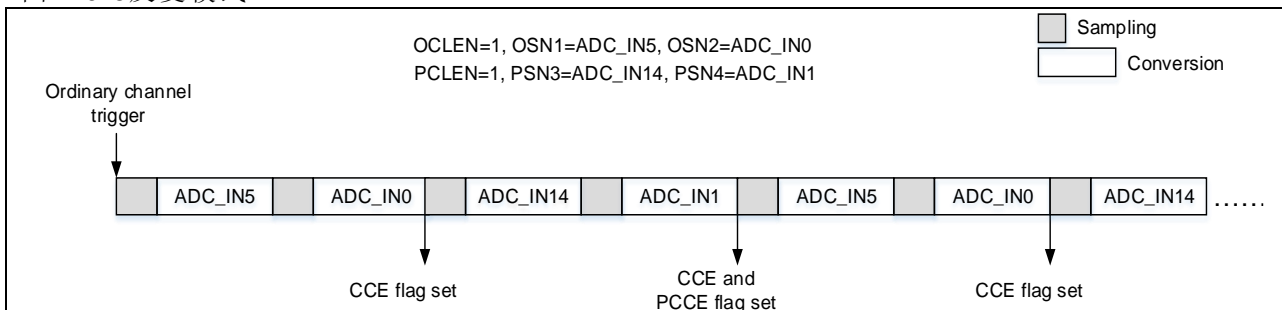 OCLEN=1, OSN1=ADC_IN5, OSN2=ADC_IN0
PCLEN=1, PSN3=ADC_IN14, PSN4=ADC_IN1
Sampling
Conversion
Ordinary channel
trigger
ADC_IN5 ADC_IN0 ADC_IN14 ADC_IN1 ADC_IN5 ADC_IN0 ADC_IN14 ......
CCE flag set
CCE and
PCCE flag set
CCE flag set